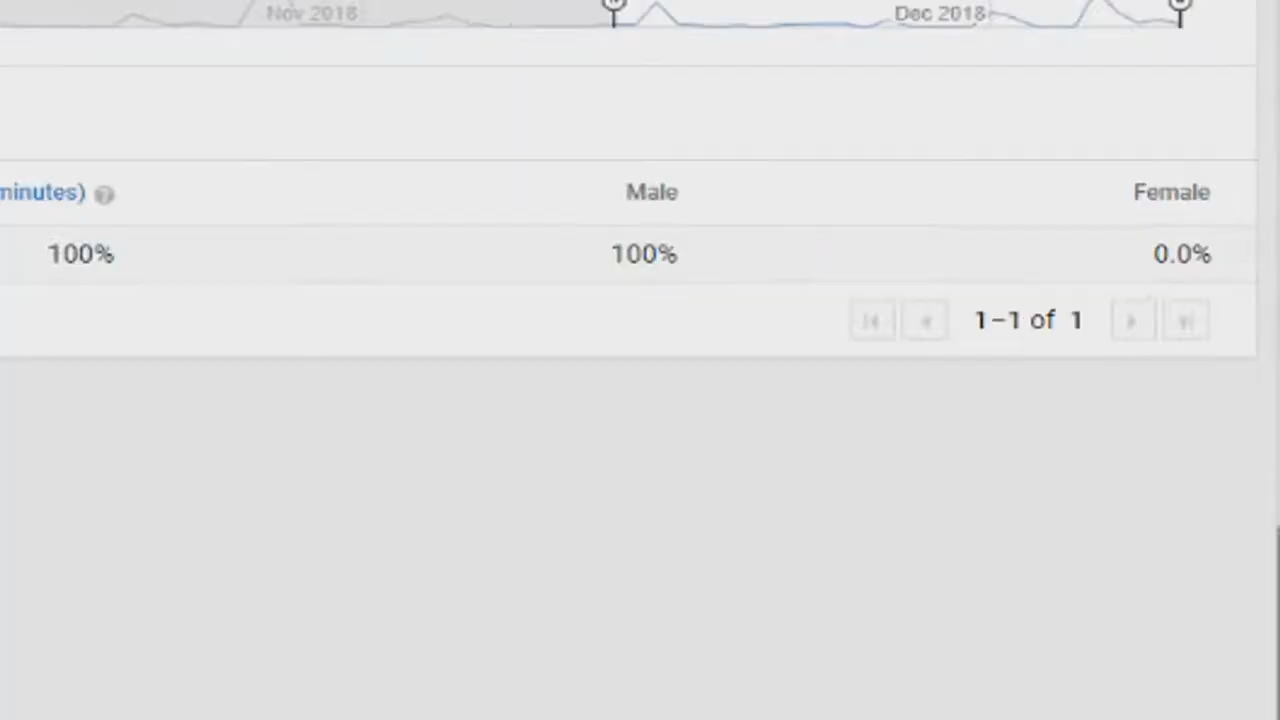 Nov 2018 Dec 2018
minutes) ? Male Female
100% 100% 0.0%
1–1 of 1